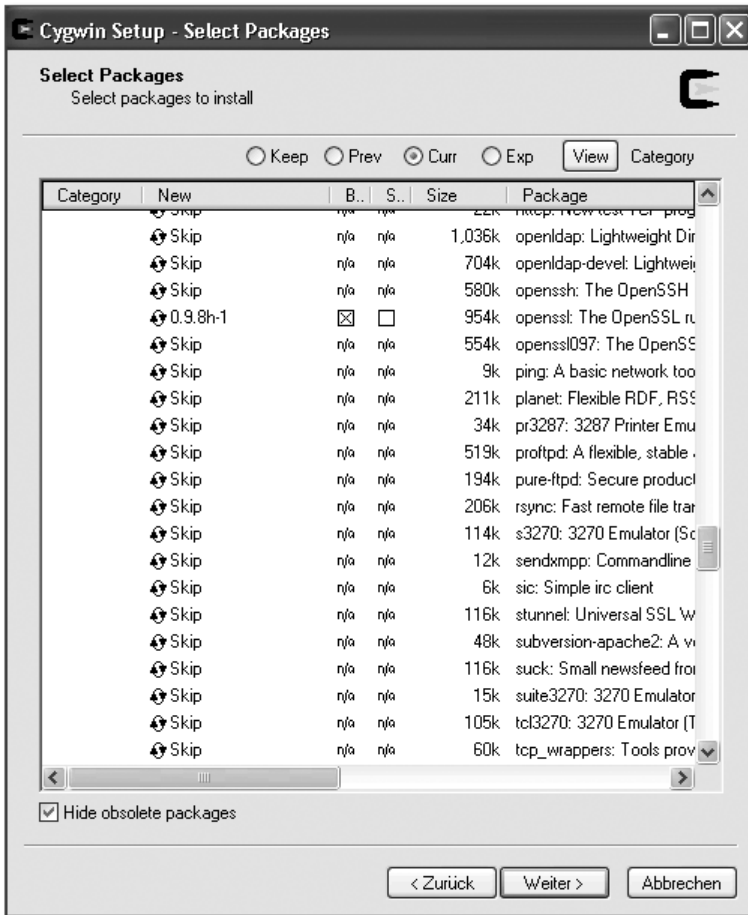 Cygwin Setup - Select Packages
Select Packages
Select packages to install
Keep Prev Curr Exp View Category
Category New B.. S.. Size Package
Skip n/a n/a 22k
Skip n/a n/a 1,036k openldap: Lightweight Dir
Skip n/a n/a 704k openldap-devel: Lightwei
Skip n/a n/a 580k openssh: The OpenSSH
0.9.8h-1 954k openssl: The OpenSSL ru
Skip n/a n/a 554k openssl097: The OpenSS
Skip n/a n/a 9k ping: A basic network too
Skip n/a n/a 211k planet: Flexible RDF, RSS
Skip n/a n/a 34k pr3287: 3287 Printer Emu
Skip n/a n/a 519k proftpd: A flexible, stable
Skip n/a n/a 194k pure-ftpd: Secure product
Skip n/a n/a 206k rsync: Fast remote file tran
Skip n/a n/a 114k s3270: 3270 Emulator (Sc
Skip n/a n/a 12k sendxmpp: Commandline
Skip n/a n/a 6k sic: Simple irc client
Skip n/a n/a 116k stunnel: Universal SSL W
Skip n/a n/a 48k subversion-apache2: A ve
Skip n/a n/a 116k suck: Small newsfeed from
Skip n/a n/a 15k suite3270: 3270 Emulator
Skip n/a n/a 105k tcl3270: 3270 Emulator (T
Skip n/a n/a 60k tcp_wrappers: Tools prov
Hide obsolete packages
< Zurück Weiter > Abbrechen